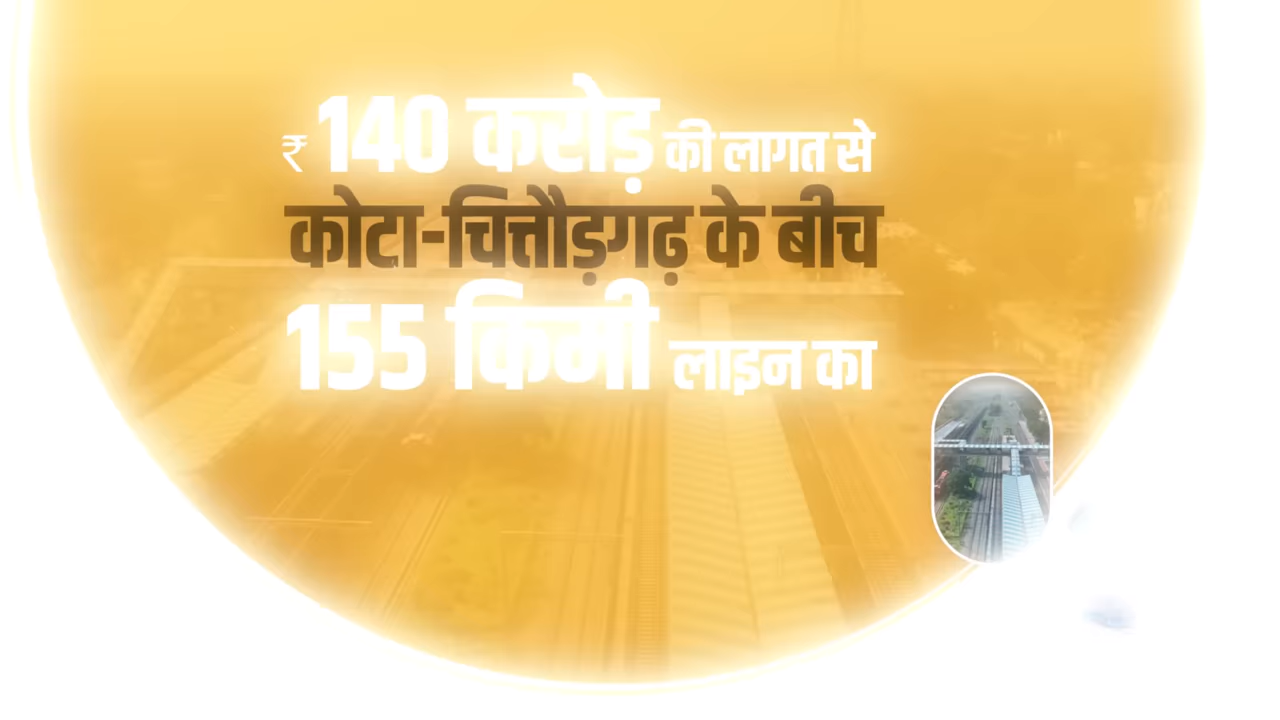 ₹ 140 करोड़ की लागत से
कोटा-चित्तौड़गढ़ के बीच
155 किमी लाइन का